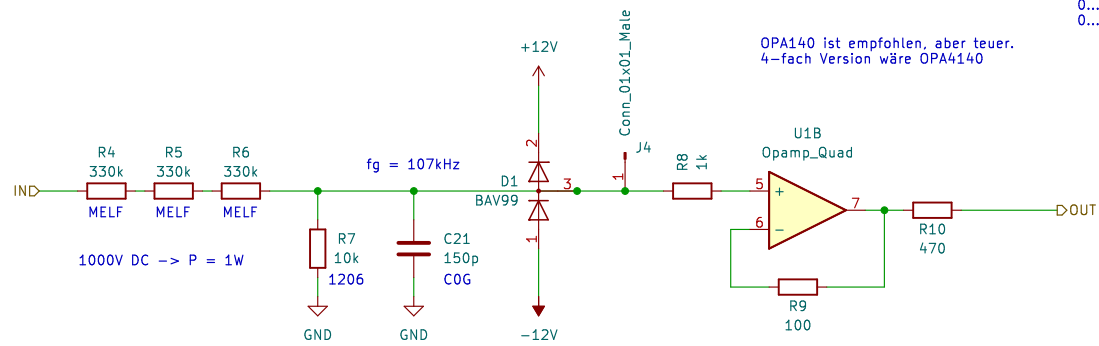 0...
0...
OPA140 ist empfohlen, aber teuer.
4-fach Version wäre OPA4140
+12V
Conn_01x01_Male
J4
1
2
U1B
Opamp_Quad
R4
330k
MELF
R5
330k
MELF
R6
330k
MELF
fg = 107kHz
IN
D1
BAV99
3
1
R8
1k
5
+
6
−
7
OUT
R10
470
R7
10k
1206
C21
150p
C0G
1000V DC -> P = 1W
R9
100
GND
GND
-12V